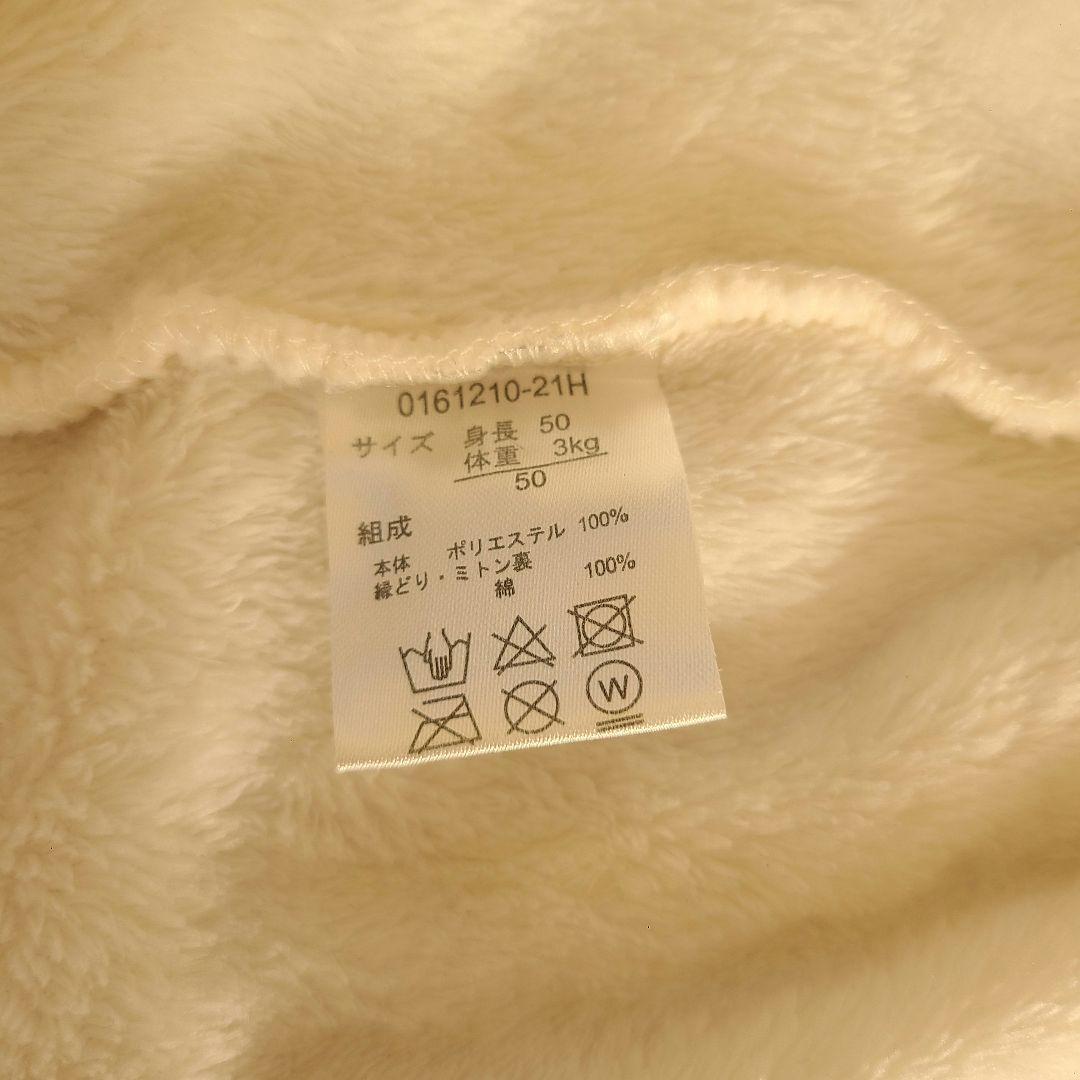 0161210-21H
サイズ 身長 50
体重 3kg
50
組成
本体 ポリエステル 100%
縁どり・ミトン裏
綿 100%
W